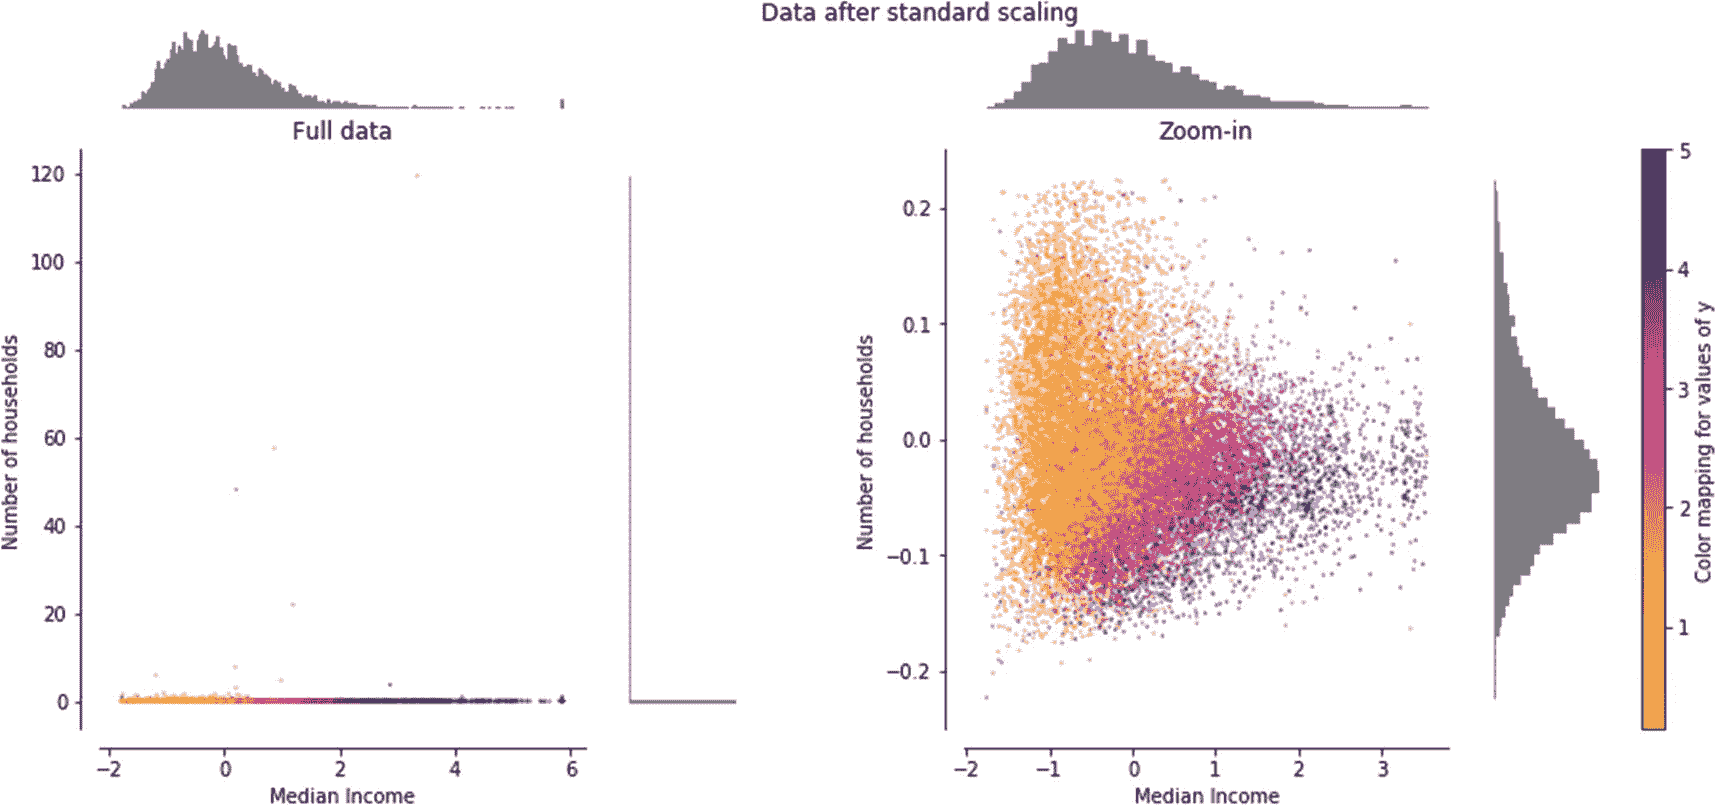 Data after standard scaling
Full data
120
100
80
60
40
20
0
Number of households
−2 0 2 4 6
Median Income
Zoom-in
0.2
0.1
0.0
−0.1
−0.2
Number of households
−2 −1 0 1 2 3
Median Income
5
4
3
2
1
Color mapping for values of y